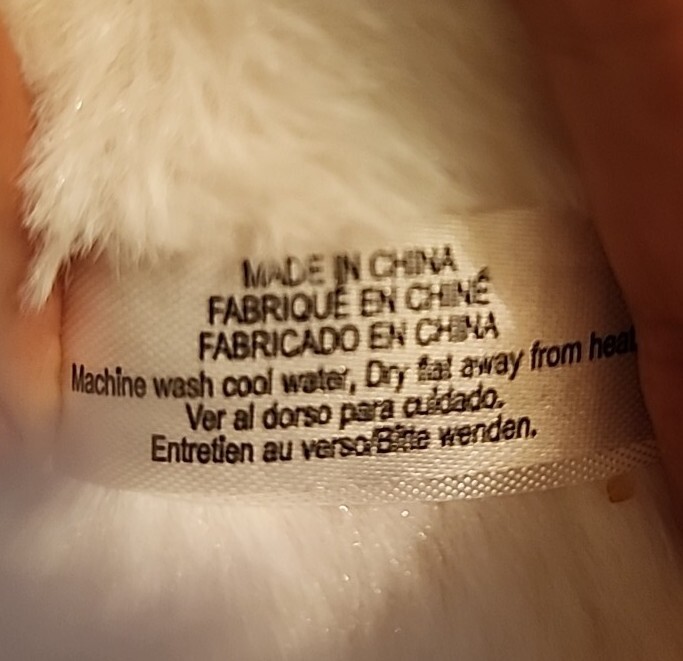 MADE IN CHINA
FABRIQUÉ EN CHINÉ
FABRICADO EN CHINA
Machine wash cool water, Dry flat away from heat
Ver al dorso para cuidado.
Entretien au verso/Bitte wenden.